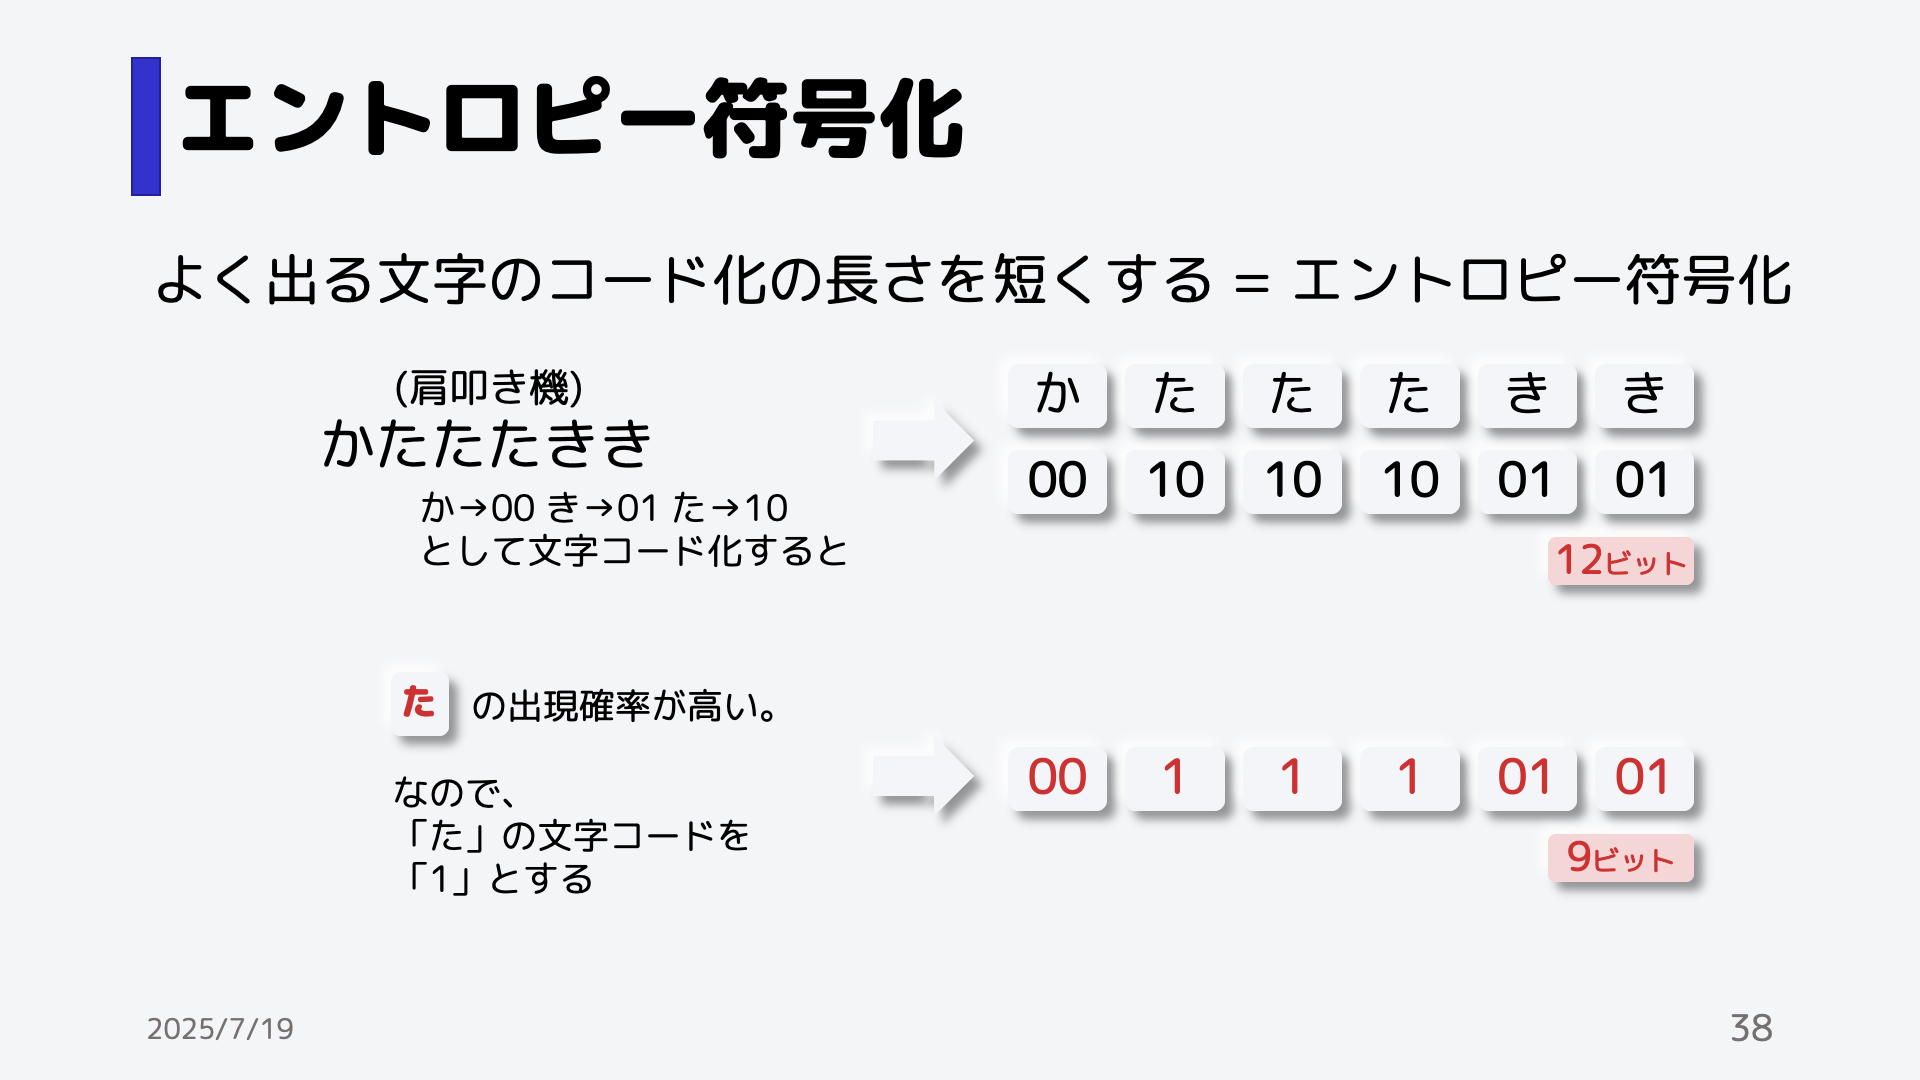 エントロピー符号化
よく出る文字のコード化の長さを短くする = エントロピー符号化
(肩叩き機)
かたたたきき
か→00 き→01 た→10
として文字コード化すると
か た た た き き
00 10 10 10 01 01
12ビット
た の出現確率が高い。
なので、
「た」の文字コードを
「1」とする
00 1 1 1 01 01
9ビット
2025/7/19
38